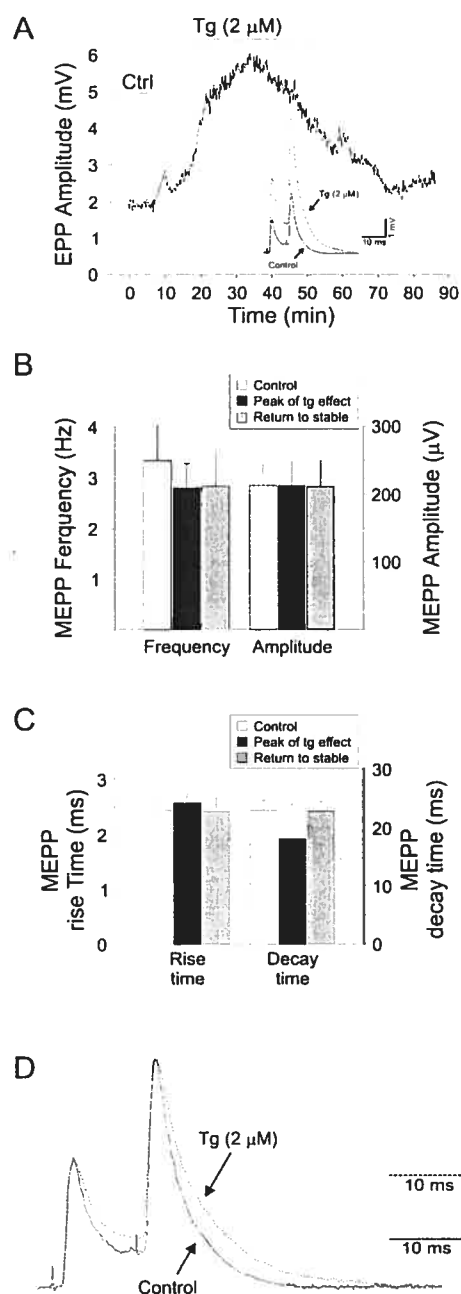 A
Tg (2 µM)
Ctrl
EPP Amplitude (mV)
6
5
4
3
2
1
0
Tg (2 µM)
Control
10 ms
1 mV
0 10 20 30 40 50 60 70 80 90
Time (min)
B
Control
Peak of tg effect
Return to stable
MEPP Ferquency (Hz)
4
3
2
1
300
200
100
0
MEPP Amplitude (µV)
Frequency Amplitude
C
Control
Peak of tg effect
Return to stable
MEPP
rise Time (ms)
3
2
1
0
30
20
10
0
MEPP
decay time (ms)
Rise
time
Decay
time
D
Tg (2 µM)
Control
10 ms
10 ms